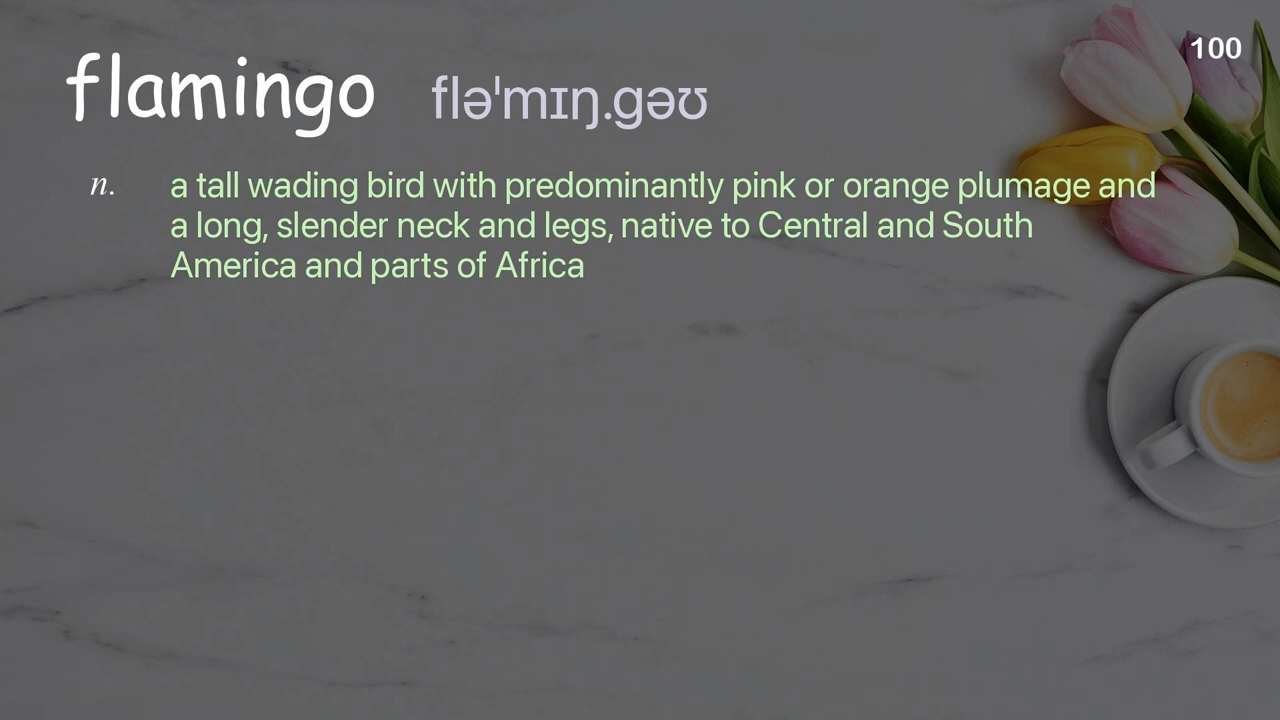 100
flamingo fləˈmɪŋ.gəʊ
n. a tall wading bird with predominantly pink or orange plumage and
a long, slender neck and legs, native to Central and South
America and parts of Africa